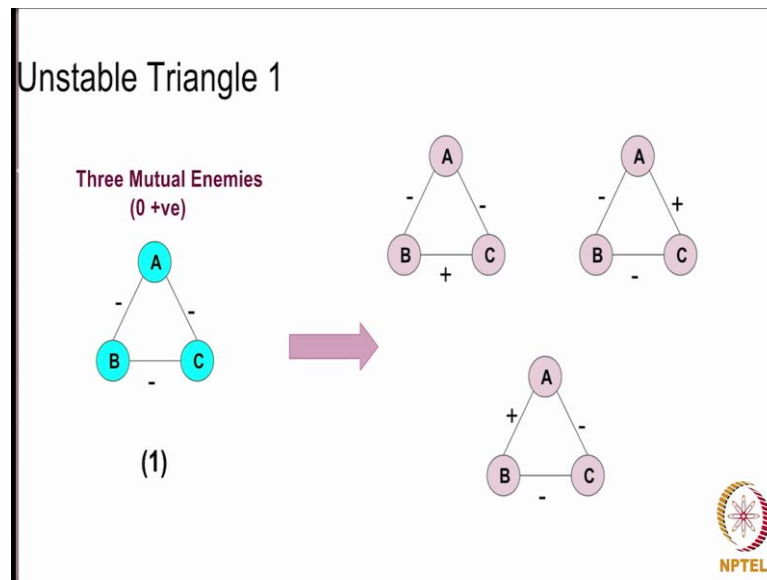 Unstable Triangle 1
Three Mutual Enemies
(0 +ve)
A
- -
B C
-
(1)
A
- -
B C
+
A
- +
B C
-
A
+ -
B C
-
NPTEL